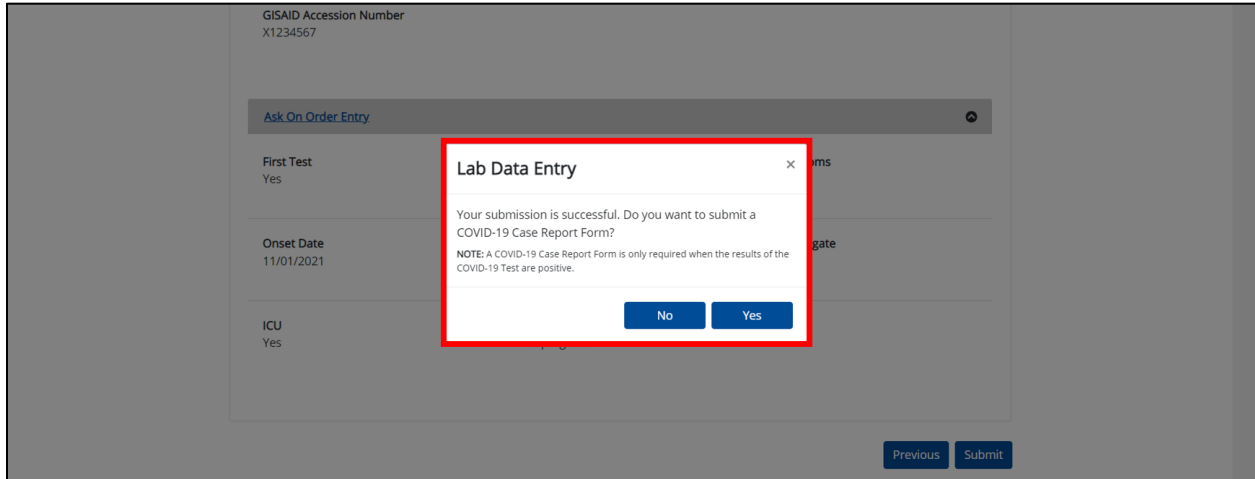 GISAID Accession Number
X1234567
Ask On Order Entry
First Test
Yes
Lab Data Entry
×
Your submission is successful. Do you want to submit a
COVID-19 Case Report Form?
NOTE: A COVID-19 Case Report Form is only required when the results of the
COVID-19 Test are positive.
No Yes
Onset Date
11/01/2021
ICU
Yes
Previous Submit